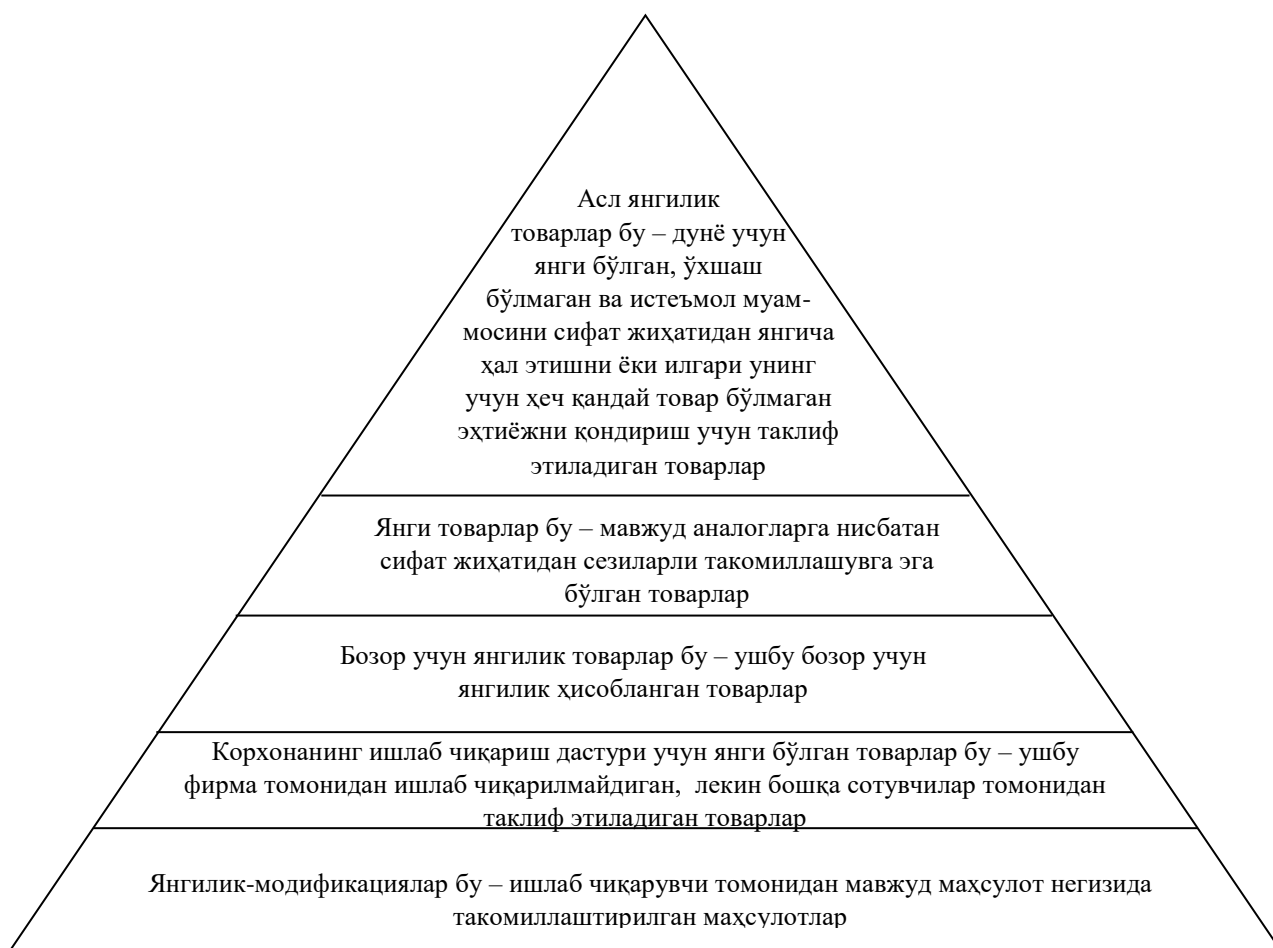 Асл янгилик
товарлар бу – дунё учун
янги бўлган, ўхшаш
бўлмаган ва истеъмол муам-
мосини сифат жиҳатидан янгича
ҳал этишни ёки илгари унинг
учун ҳеч қандай товар бўлмаган
эҳтиёжни қондириш учун таклиф
этиладиган товарлар
Янги товарлар бу – мавжуд аналогларга нисбатан
сифат жиҳатидан сезиларли такомиллашувга эга
бўлган товарлар
Бозор учун янгилик товарлар бу – ушбу бозор учун
янгилик ҳисобланган товарлар
Корхонанинг ишлаб чиқариш дастури учун янги бўлган товарлар бу – ушбу
фирма томонидан ишлаб чиқарилмайдиган, лекин бошқа сотувчилар томонидан
таклиф этиладиган товарлар
Янгилик-модификациялар бу – ишлаб чиқарувчи томонидан мавжуд маҳсулот негизида
такомиллаштирилган маҳсулотлар